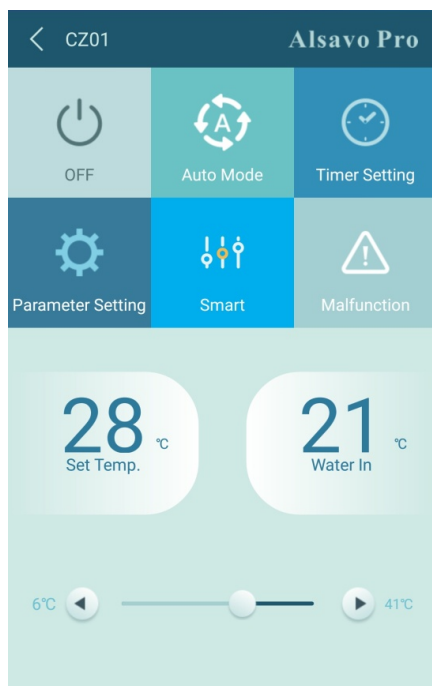 CZ01 Alsavo Pro
OFF Auto Mode Timer Setting
Parameter Setting Smart Malfunction
28 ℃ 21 ℃
Set Temp. Water In
6℃ 41℃